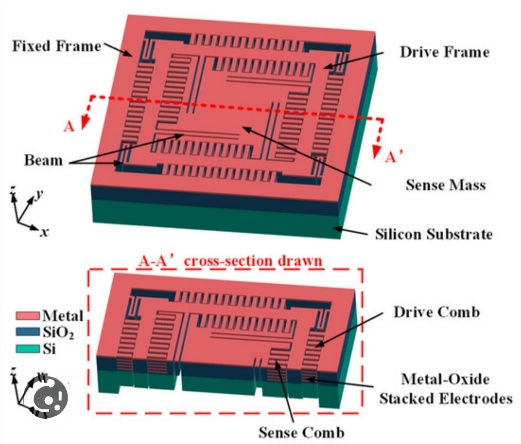 Fixed Frame
Drive Frame
A
A'
Beam
Sense Mass
z
y
x
Silicon Substrate
A-A' cross-section drawn
Metal
SiO2
Si
Drive Comb
z
Metal-Oxide
Stacked Electrodes
Sense Comb